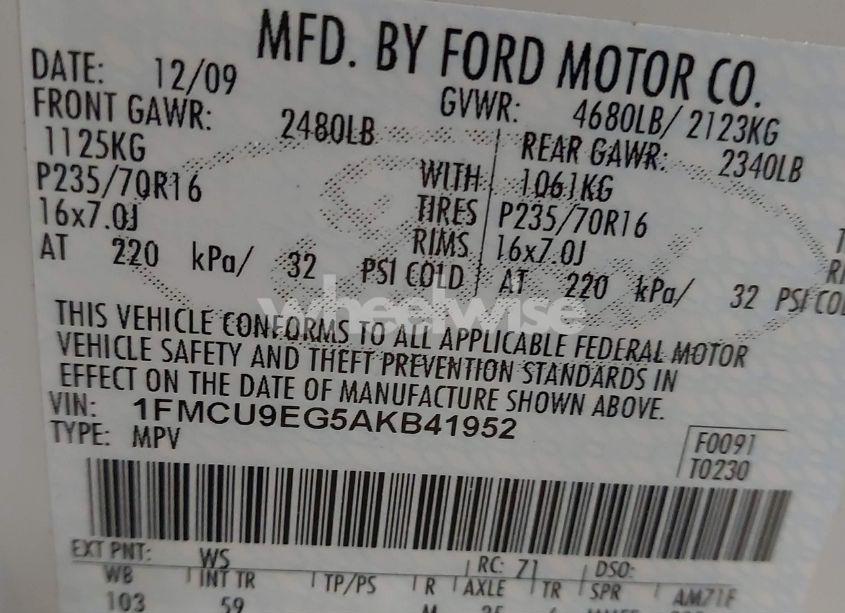 MFD. BY FORD MOTOR CO.
DATE: 12/09 GVWR: 4680LB/ 2123KG
FRONT GAWR: 2480LB REAR GAWR: 2340LB
1125KG WITH 1061KG
P235/70R16 TIRES P235/70R16
16x7.0J RIMS 16x7.0J
AT 220 kPa/ 32 PSI COLD AT 220 kPa/ 32 PSI COL
wheelwise
THIS VEHICLE CONFORMS TO ALL APPLICABLE FEDERAL MOTOR
VEHICLE SAFETY AND THEFT PREVENTION STANDARDS IN
EFFECT ON THE DATE OF MANUFACTURE SHOWN ABOVE.
VIN: 1FMCU9EG5AKB41952
TYPE: MPV
F0091
T0230
EXT PNT: WS RC: 71 DSO:
WB INT TR TP/PS R AXLE TR SPR AM71F
103 59